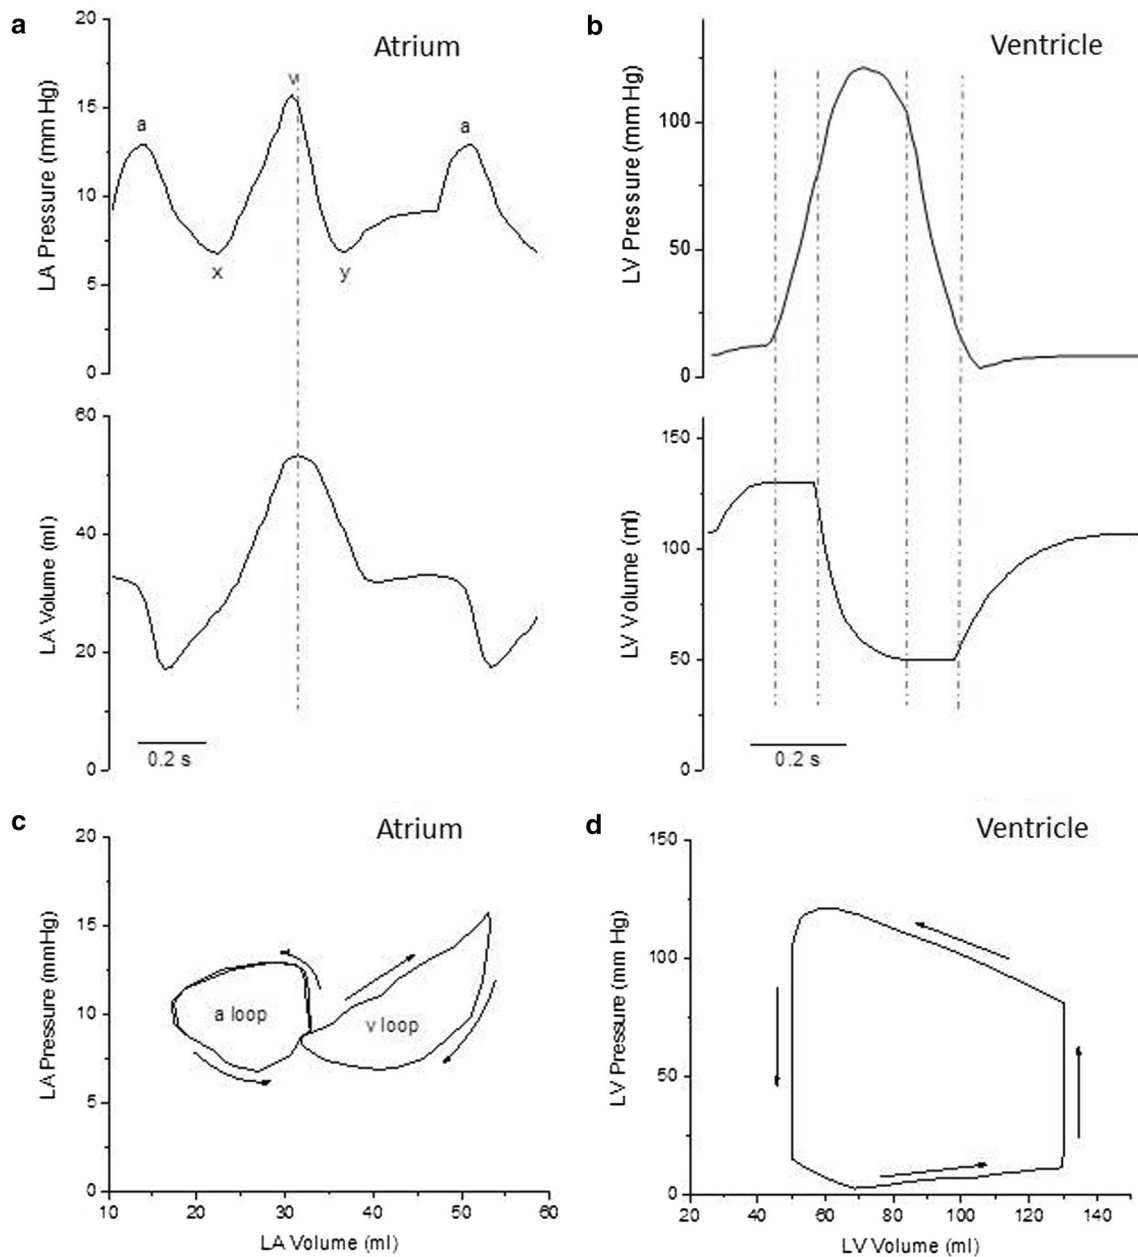 a
Atrium
20
15
10
5
0
LA Pressure (mm Hg)
a
v
a
x
y
60
40
20
0
LA Volume (ml)
0.2 s
b
Ventricle
100
50
0
LV Pressure (mm Hg)
150
100
50
0
LV Volume (ml)
0.2 s
c
Atrium
20
15
10
5
0
LA Pressure (mmHg)
a loop
v loop
10 20 30 40 50 60
LA Volume (ml)
d
Ventricle
150
100
50
0
LV Pressure (mm Hg)
20 40 60 80 100 120 140
LV Volume (ml)